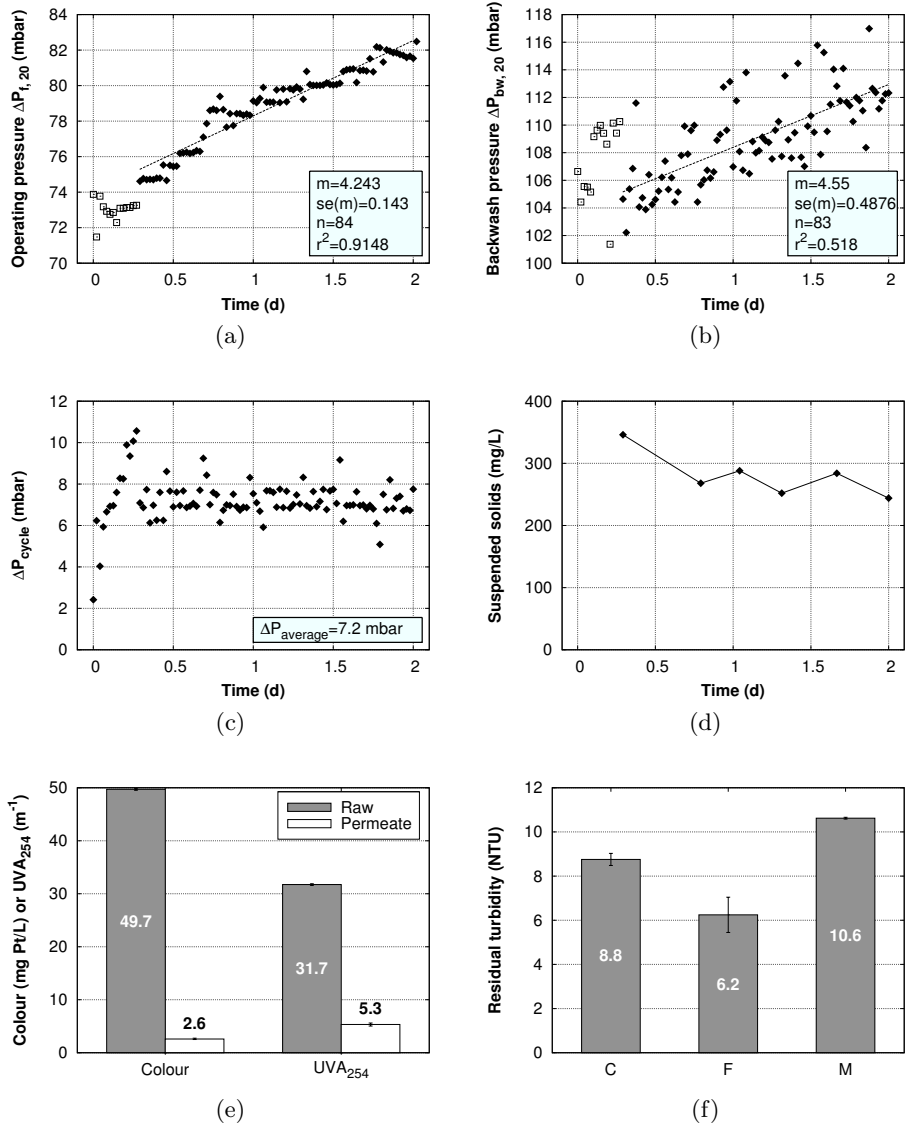 Operating pressure ΔP_f, 20 (mbar)
84
82
80
78
76
74
72
70
m=4.243
se(m)=0.143
n=84
r²=0.9148
0
0.5
1
1.5
2
Time (d)
(a)
Backwash pressure ΔP_bw, 20 (mbar)
118
116
114
112
110
108
106
104
102
100
m=4.55
se(m)=0.4876
n=83
r²=0.518
0
0.5
1
1.5
2
Time (d)
(b)
ΔP_cycle (mbar)
12
10
8
6
4
2
0
ΔP_average=7.2 mbar
0
0.5
1
1.5
2
Time (d)
(c)
Suspended solids (mg/L)
400
300
200
100
0
0
0.5
1
1.5
2
Time (d)
(d)
Colour (mg Pt/L) or UVA₂₅₄ (m⁻¹)
50
40
30
20
10
0
Raw
Permeate
49.7
2.6
31.7
5.3
Colour
UVA₂₅₄
(e)
Residual turbidity (NTU)
12
10
8
6
4
2
0
8.8
6.2
10.6
C
F
M
(f)